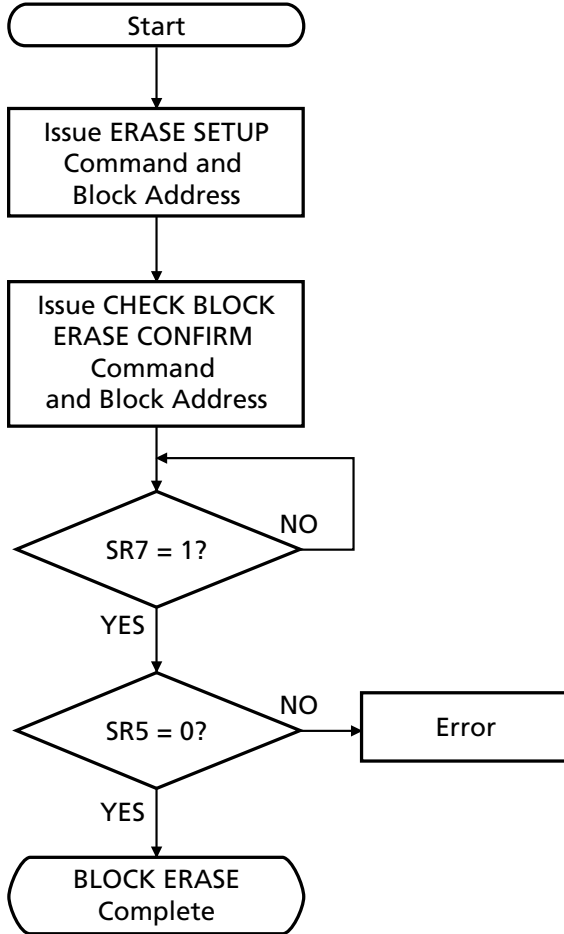 Start
Issue ERASE SETUP
Command and
Block Address
Issue CHECK BLOCK
ERASE CONFIRM
Command
and Block Address
SR7 = 1?
NO
YES
SR5 = 0?
NO
Error
YES
BLOCK ERASE
Complete